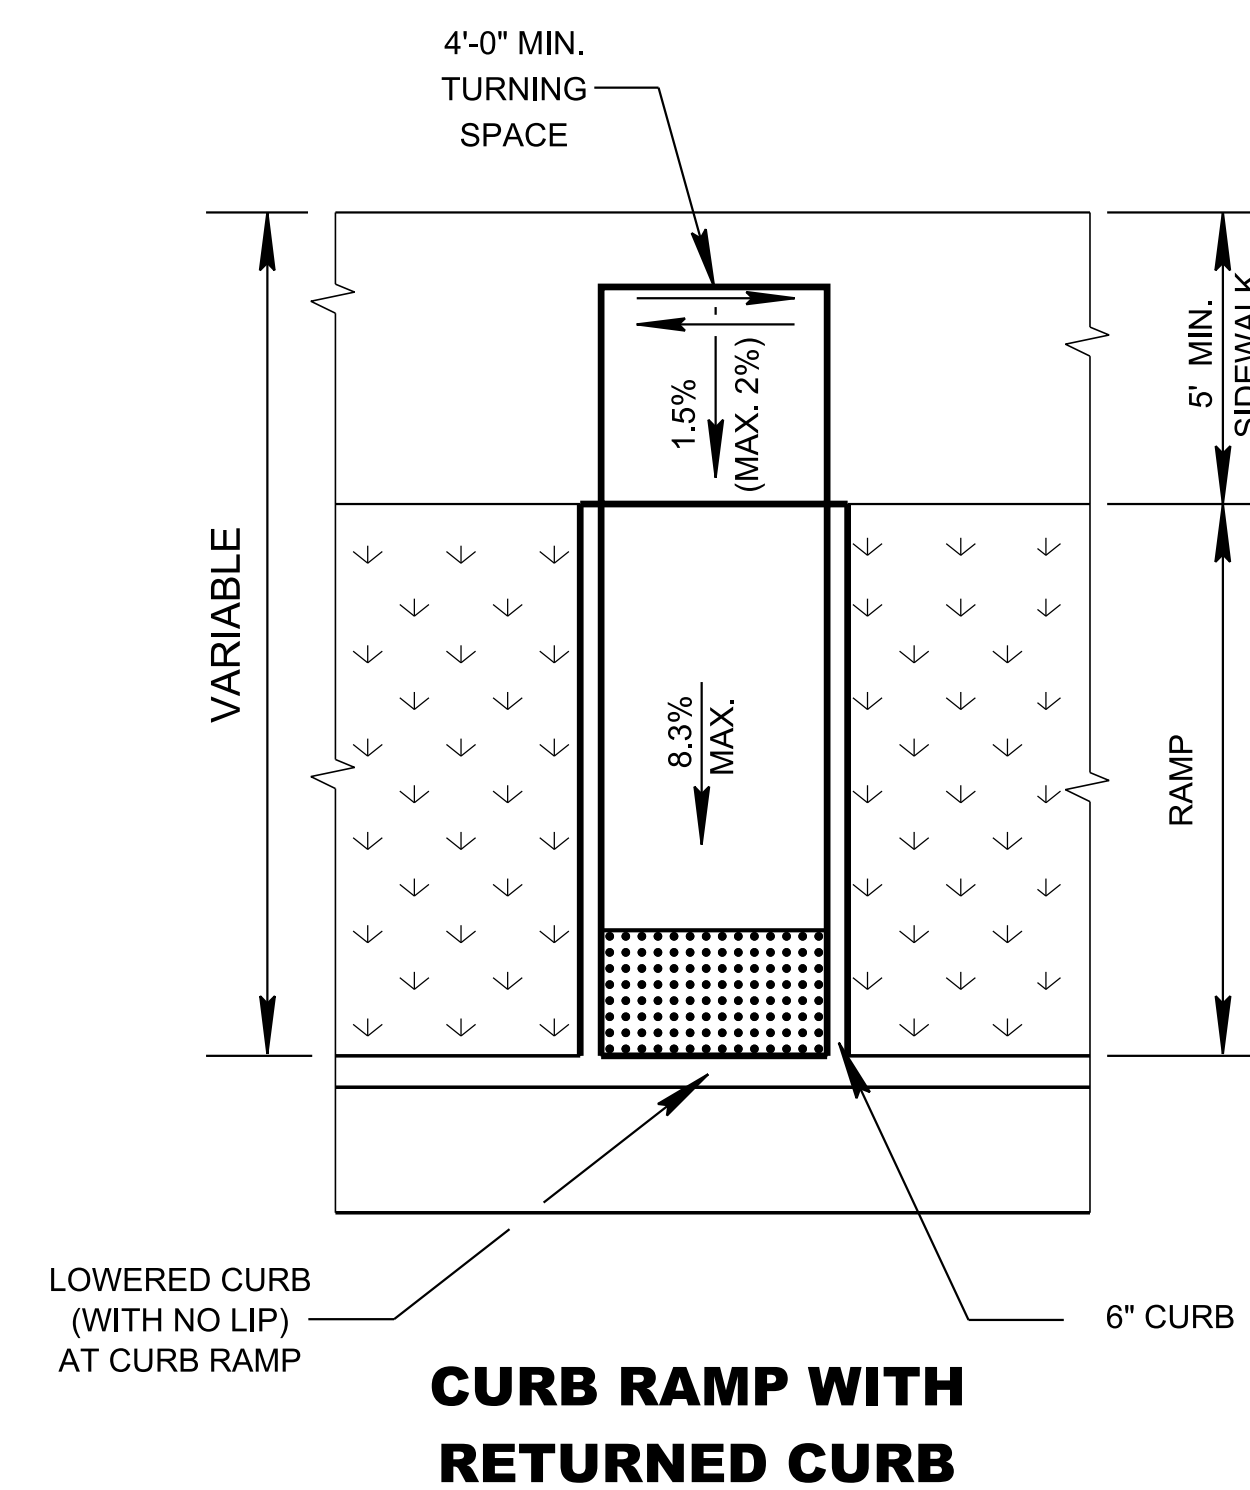 4'-0" MIN.
TURNING
SPACE
1.5%
(MAX. 2%)
5' MIN.
SIDEWALK
VARIABLE
8.3%
MAX.
RAMP
LOWERED CURB
(WITH NO LIP)
AT CURB RAMP
6" CURB
CURB RAMP WITH
RETURNED CURB